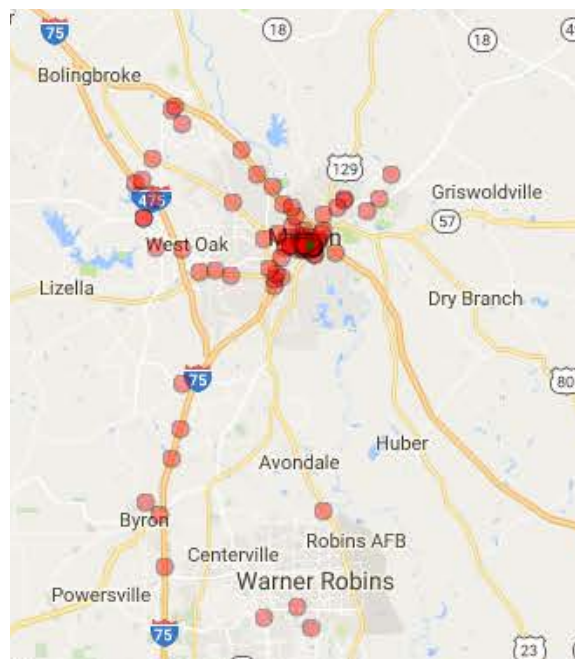 75
18
18
Bolingbroke
129
475
Griswoldville
57
Macon
West Oak
Lizella
Dry Branch
75
80
Huber
Avondale
Byron
Robins AFB
Centerville
Warner Robins
Powersville
75
23